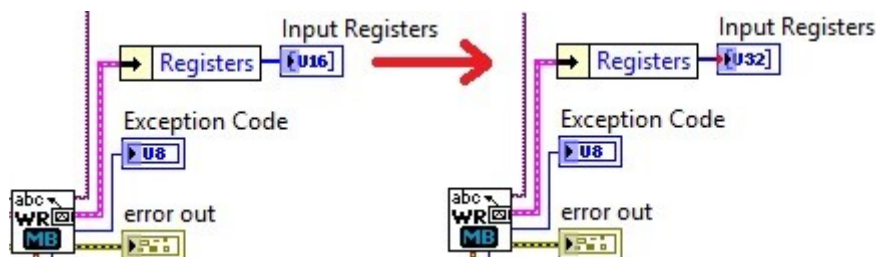 Input Registers
Registers
[U16]
Exception Code
U8
abc
WR
MB
error out
Input Registers
Registers
[U32]
Exception Code
U8
abc
WR
MB
error out